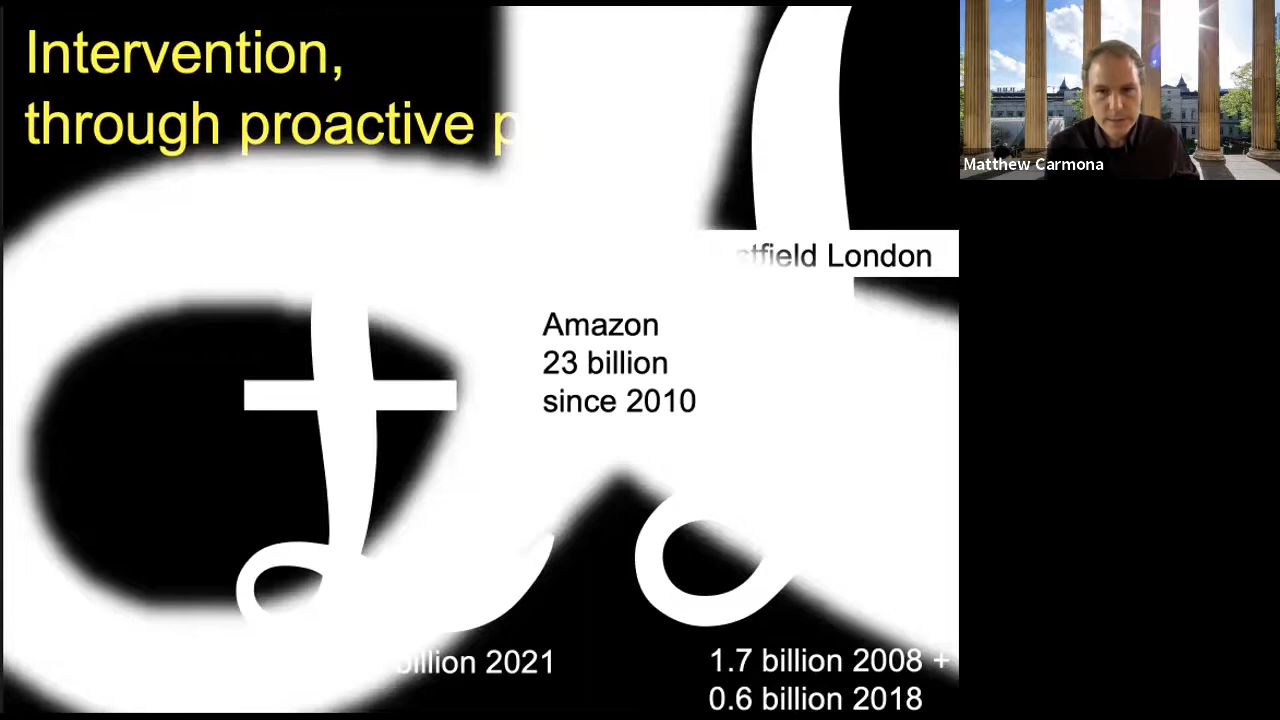 Intervention,
through proactive
London
Amazon
23 billion
since 2010
billion 2021
1.7 billion 2008 +
0.6 billion 2018
£
Matthew Carmona